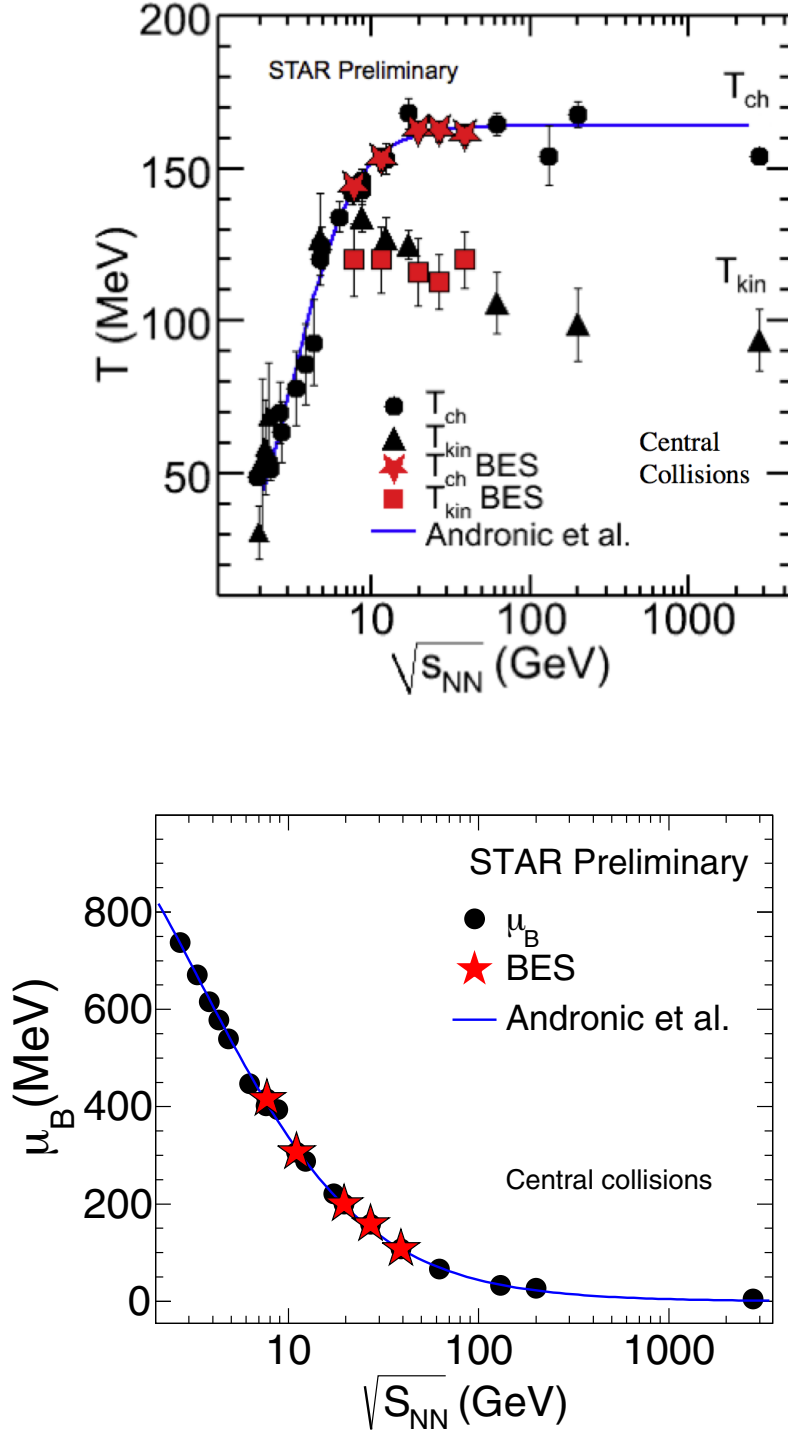 200
STAR Preliminary
T_ch
150
T_kin
100
T (MeV)
T_ch
T_kin
T_ch BES
T_kin BES
Andronic et al.
Central
Collisions
50
10 100 1000
√s_NN (GeV)
STAR Preliminary
800
μ_B
BES
Andronic et al.
600
μ_B (MeV)
400
Central collisions
200
0
10 100 1000
√S_NN (GeV)